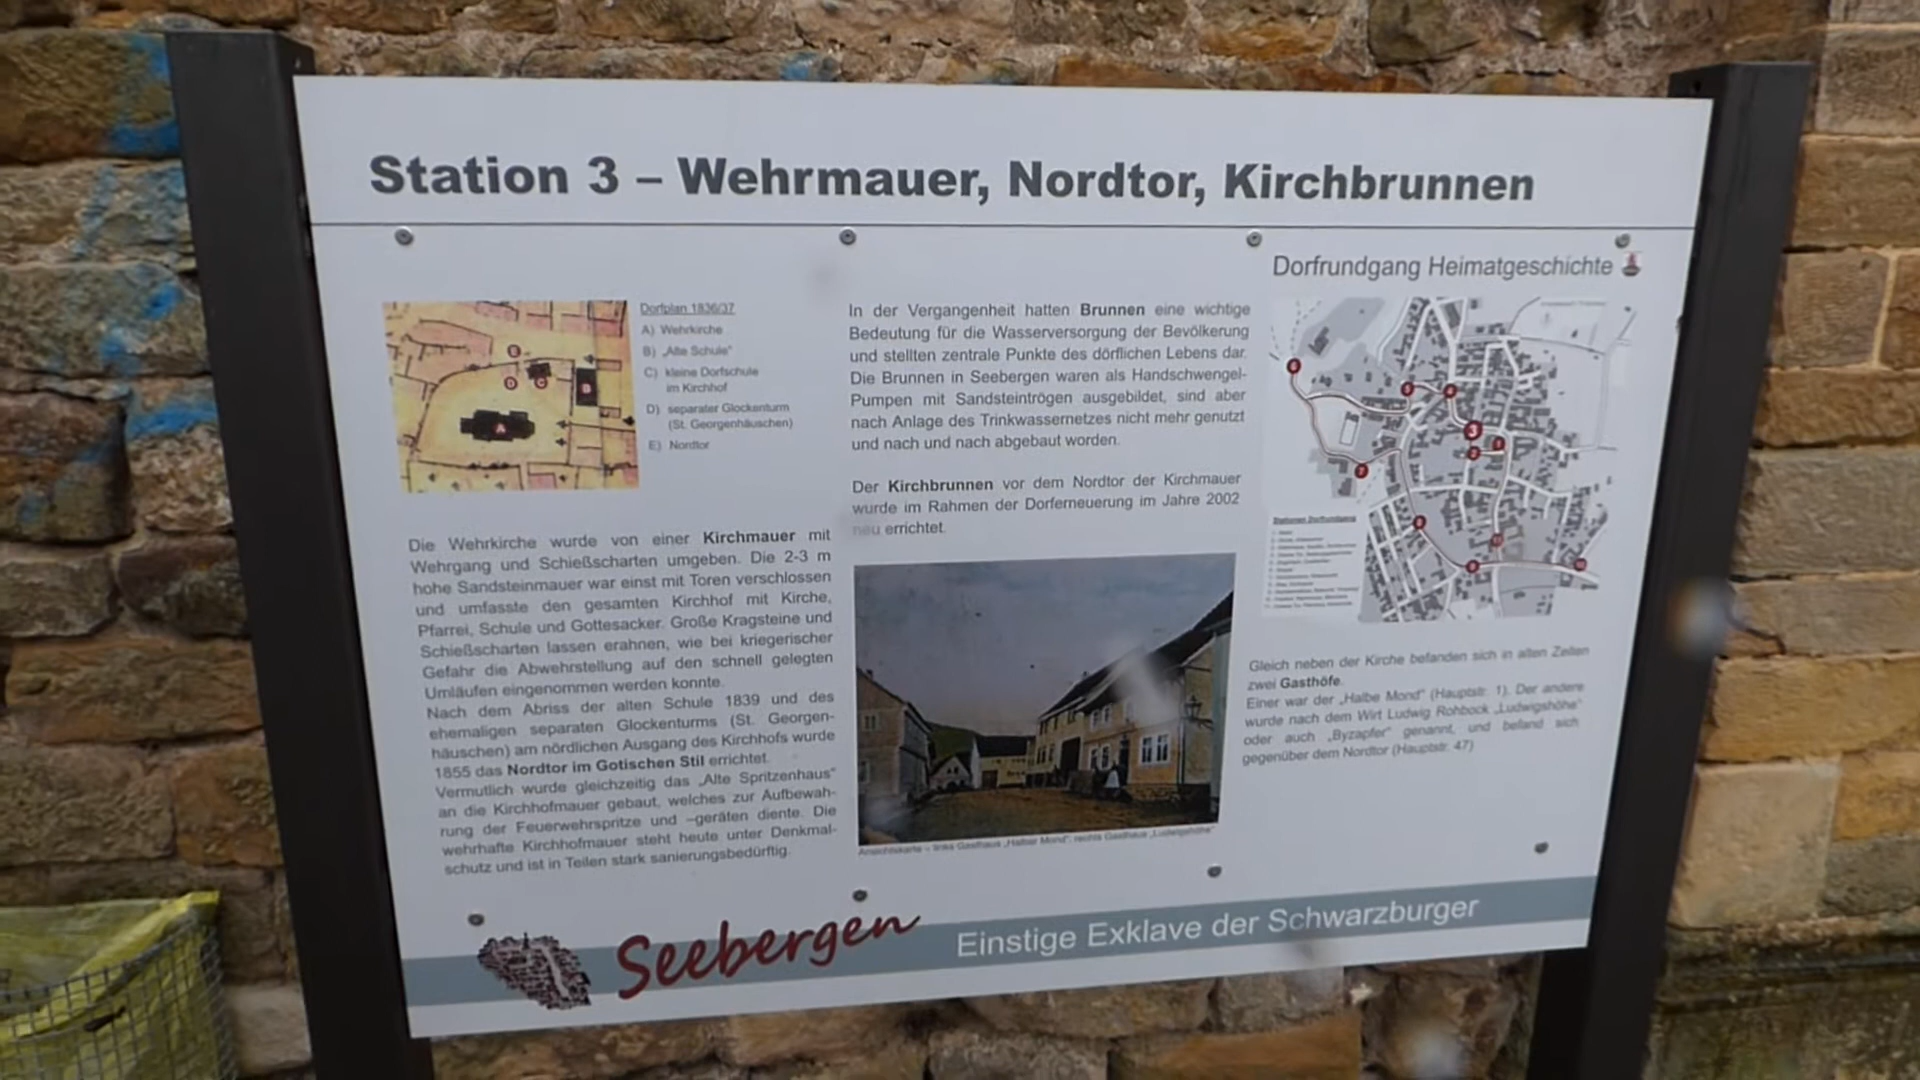 Station 3 – Wehrmauer, Nordtor, Kirchbrunnen
Dorfplan 1836/37
A) Wehrkirche
B) „Alte Schule"
C) kleine Dorfschule
im Kirchhof
D) separater Glockenturm
(St. Georgenhäuschen)
E) Nordtor
E
D
C
B
A
Die Wehrkirche wurde von einer Kirchmauer mit
Wehrgang und Schießscharten umgeben. Die 2-3 m
hohe Sandsteinmauer war einst mit Toren verschlossen
und umfasste den gesamten Kirchhof mit Kirche,
Pfarrei, Schule und Gottesacker. Große Kragsteine und
Schießscharten lassen erahnen, wie bei kriegerischer
Gefahr die Abwehrstellung auf den schnell gelegten
Umläufen eingenommen werden konnte.
Nach dem Abriss der alten Schule 1839 und des
ehemaligen separaten Glockenturms (St. Georgen-
häuschen) am nördlichen Ausgang des Kirchhofs wurde
1855 das Nordtor im Gotischen Stil errichtet.
Vermutlich wurde gleichzeitig das „Alte Spritzenhaus"
an die Kirchhofmauer gebaut, welches zur Aufbewah-
rung der Feuerwehrspritze und –geräten diente. Die
wehrhafte Kirchhofmauer steht heute unter Denkmal-
schutz und ist in Teilen stark sanierungsbedürftig.
In der Vergangenheit hatten Brunnen eine wichtige
Bedeutung für die Wasserversorgung der Bevölkerung
und stellten zentrale Punkte des dörflichen Lebens dar.
Die Brunnen in Seebergen waren als Handschwengel-
Pumpen mit Sandsteintrögen ausgebildet, sind aber
nach Anlage des Trinkwassernetzes nicht mehr genutzt
und nach und nach abgebaut worden.
Der Kirchbrunnen vor dem Nordtor der Kirchmauer
wurde im Rahmen der Dorferneuerung im Jahre 2002
neu errichtet.
Ansichtskarte – links Gasthaus „Halber Mond"; rechts Gasthaus „Ludwigshöhe"
Dorfrundgang Heimatgeschichte
3
Stationen Dorfrundgang
Gleich neben der Kirche befanden sich in alten Zeiten
zwei Gasthöfe.
Einer war der „Halbe Mond" (Hauptstr. 1). Der andere
wurde nach dem Wirt Ludwig Rohbock „Ludwigshöhe"
oder auch „Byzapfer" genannt, und befand sich
gegenüber dem Nordtor (Hauptstr. 47)
Seebergen
Einstige Exklave der Schwarzburger